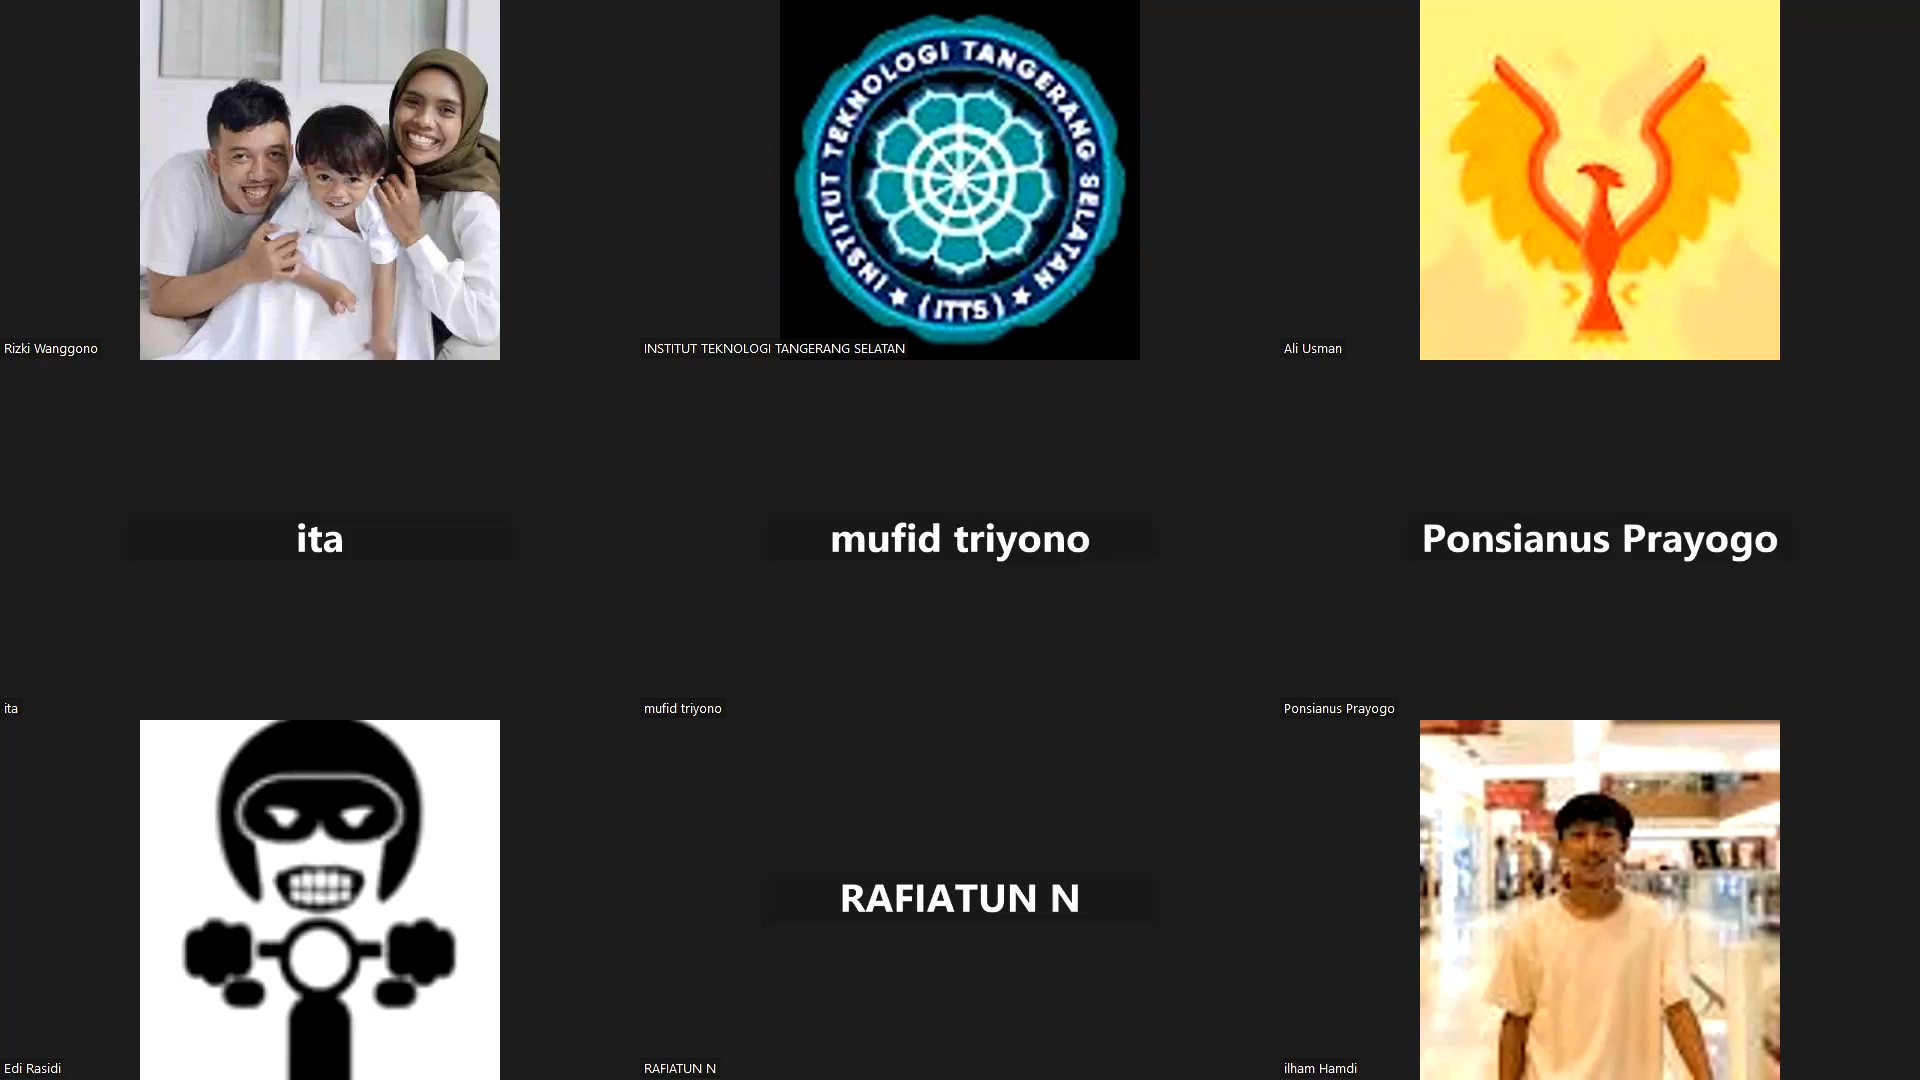 INSTITUT TEKNOLOGI TANGERANG SELATAN
★ (ITTS) ★
Rizki Wanggono
INSTITUT TEKNOLOGI TANGERANG SELATAN
Ali Usman
ita
mufid triyono
Ponsianus Prayogo
ita
mufid triyono
Ponsianus Prayogo
RAFIATUN N
Edi Rasidi
RAFIATUN N
ilham Hamdi